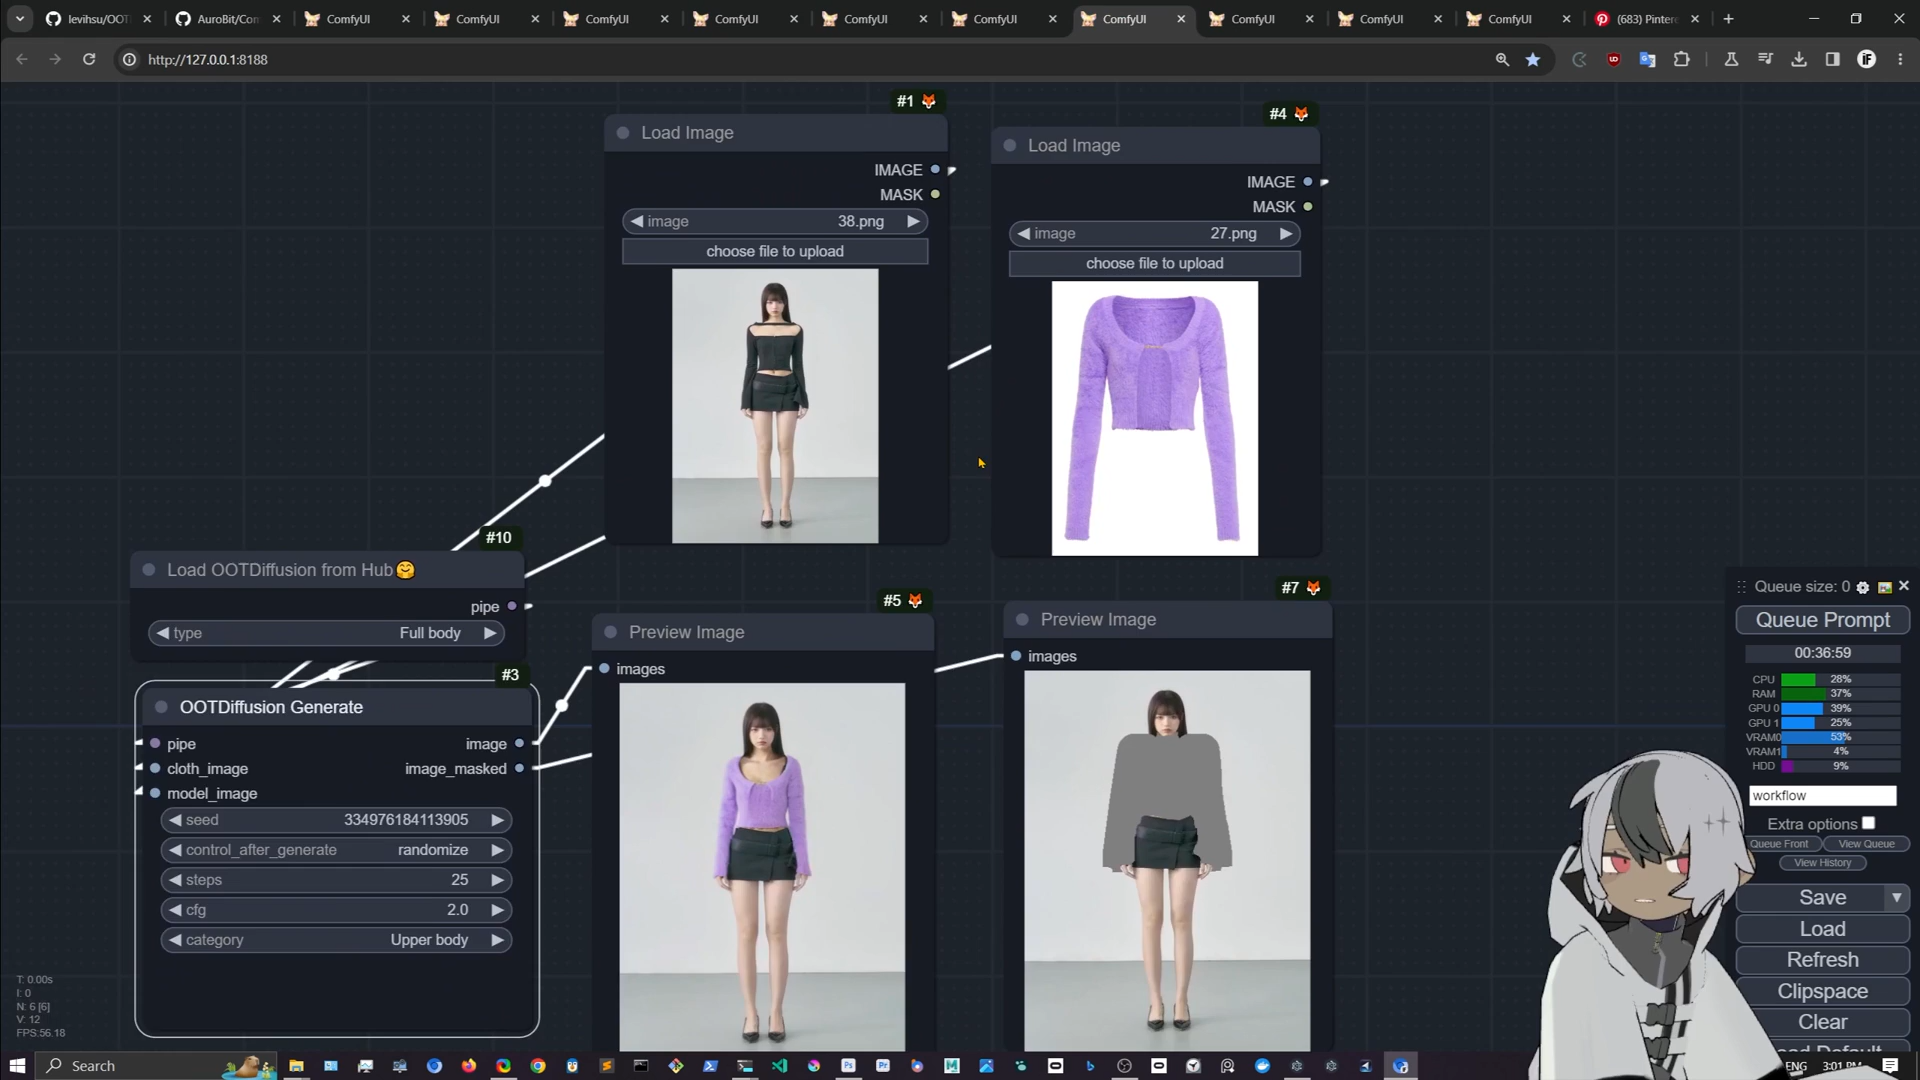 levihsu/OOT
AuroBit/Com
ComfyUI
ComfyUI
ComfyUI
ComfyUI
ComfyUI
ComfyUI
ComfyUI
ComfyUI
ComfyUI
ComfyUI
(683) Pinter
http://127.0.0.1:8188
#1
Load Image
IMAGE
MASK
image 38.png
choose file to upload
#4
Load Image
IMAGE
MASK
image 27.png
choose file to upload
#10
Load OOTDiffusion from Hub🤗
pipe
type Full body
#3
OOTDiffusion Generate
pipe image
cloth_image image_masked
model_image
seed 334976184113905
control_after_generate randomize
steps 25
cfg 2.0
category Upper body
#5
Preview Image
images
#7
Preview Image
images
Queue size: 0
Queue Prompt
00:36:59
CPU 28%
RAM 37%
GPU 0 39%
GPU 1 25%
VRAM0 53%
VRAM1 4%
HDD 9%
workflow
Extra options
Queue Front View Queue
View History
Save
Load
Refresh
Clipspace
Clear
T: 0.00s
I: 0
N: 6 [6]
V: 12
FPS:56.18
Search
ENG 3:01 PM